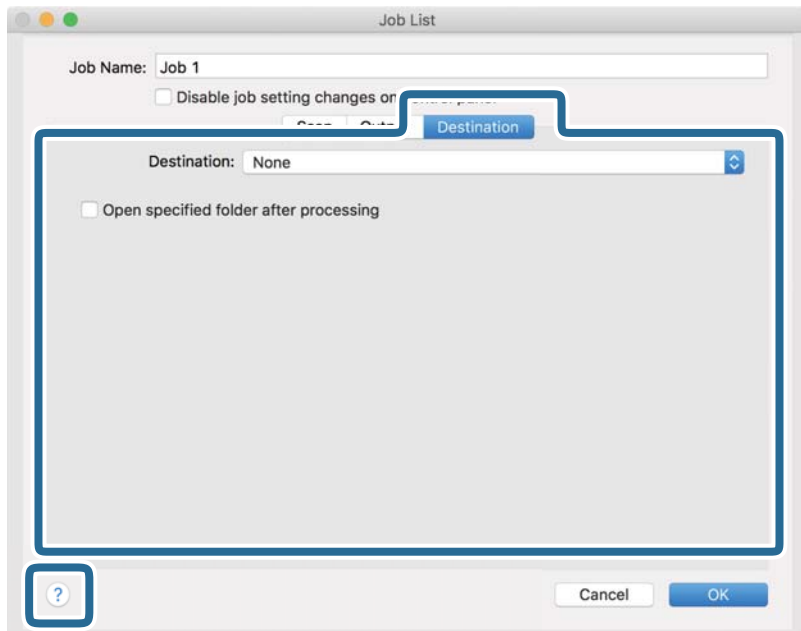 Job List
Job Name: Job 1
Disable job setting changes on
Destination
Destination: None
Open specified folder after processing
?
Cancel OK